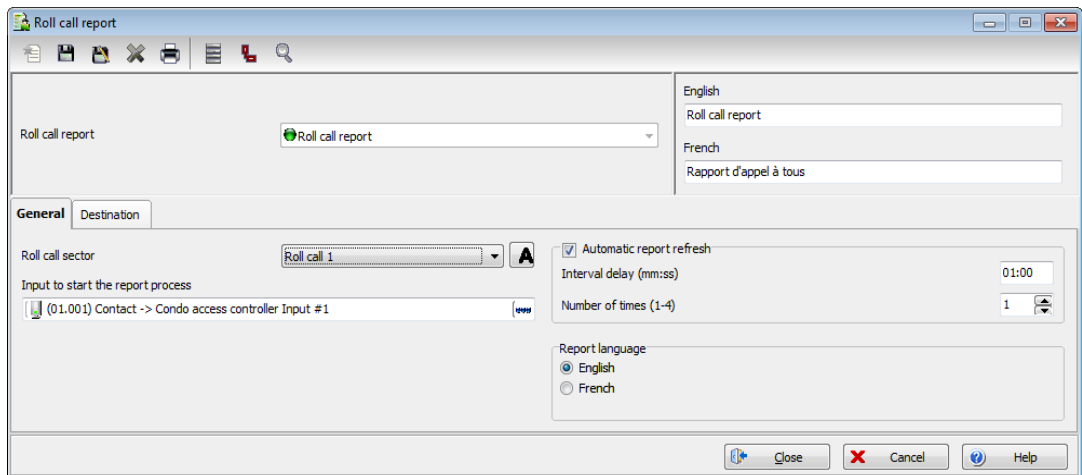 Roll call report
English
Roll call report
Roll call report
Roll call report
French
Rapport d'appel à tous
General
Destination
Roll call sector
Roll call 1
A
Automatic report refresh
Input to start the report process
Interval delay (mm:ss)
01:00
(01.001) Contact -> Condo access controller Input #1
Number of times (1-4)
1
Report language
English
French
Close
Cancel
Help